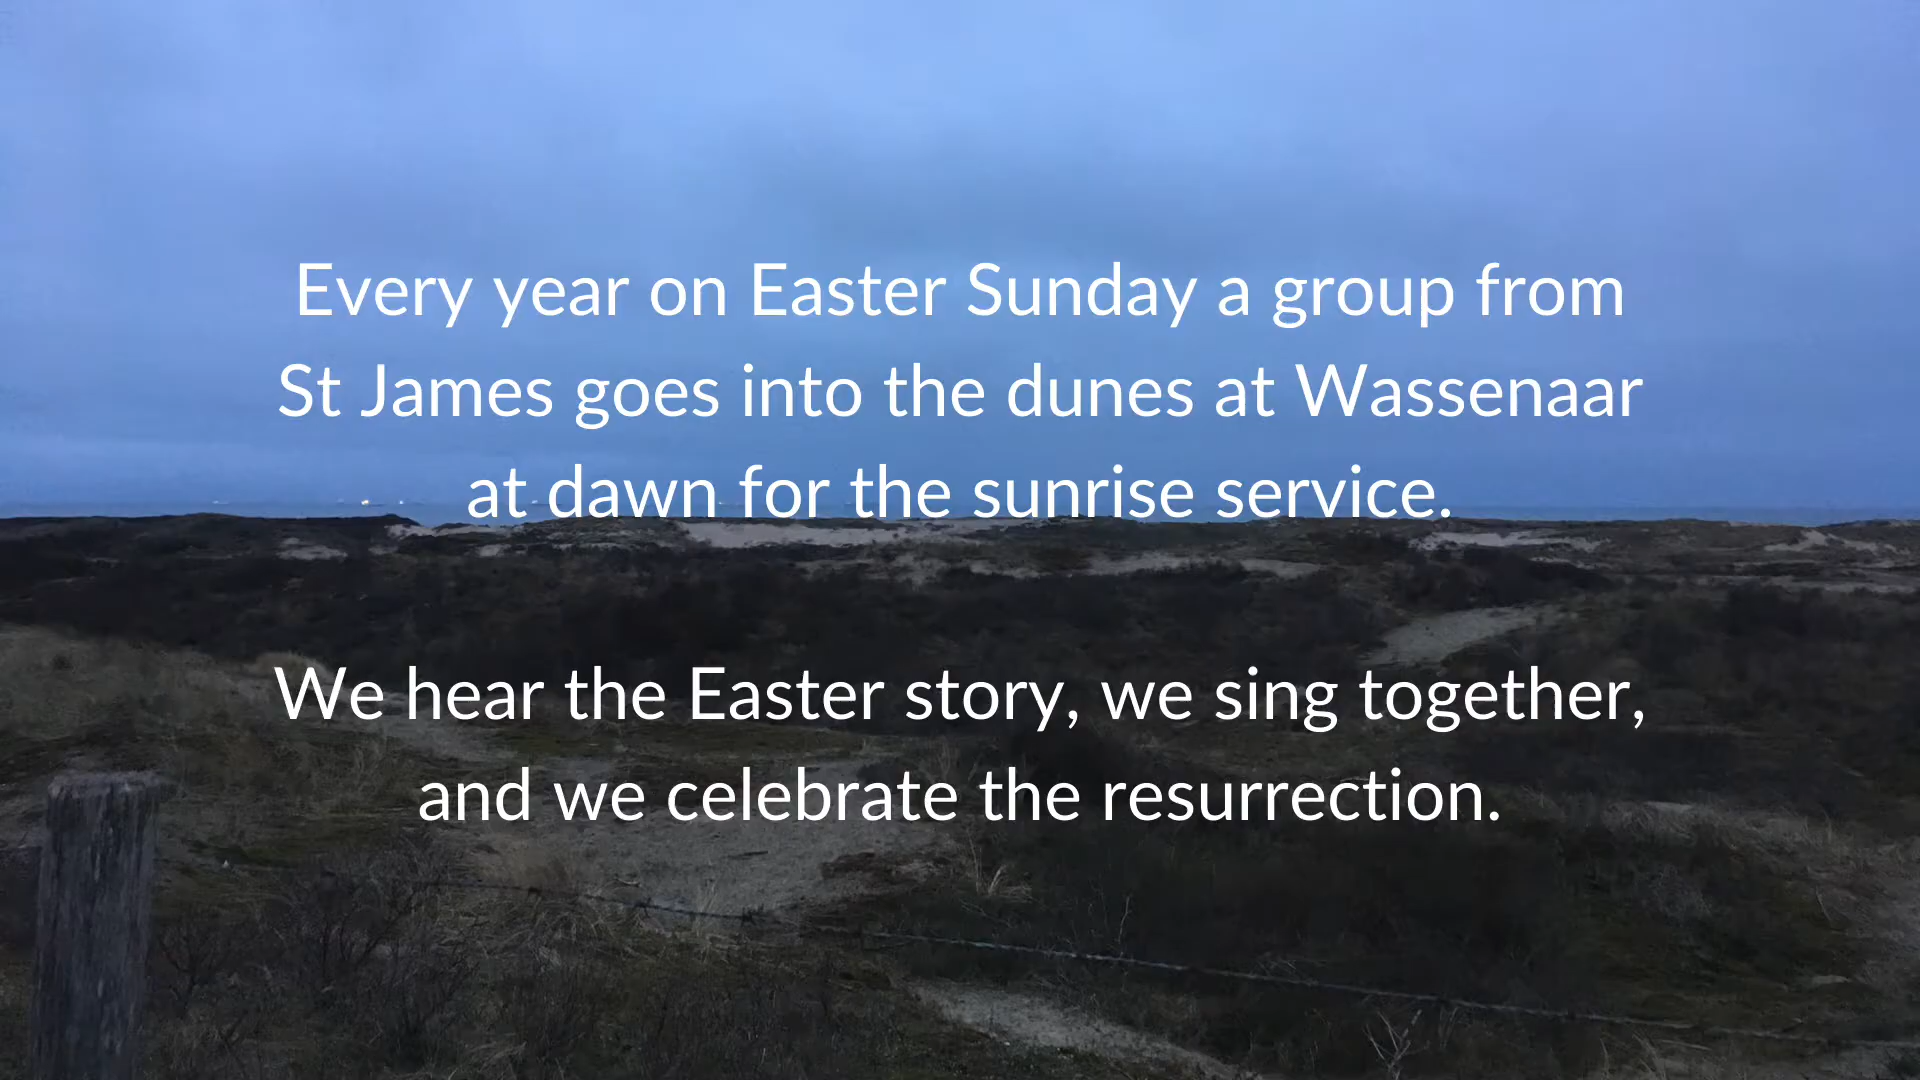 Every year on Easter Sunday a group from
St James goes into the dunes at Wassenaar
at dawn for the sunrise service.
We hear the Easter story, we sing together,
and we celebrate the resurrection.